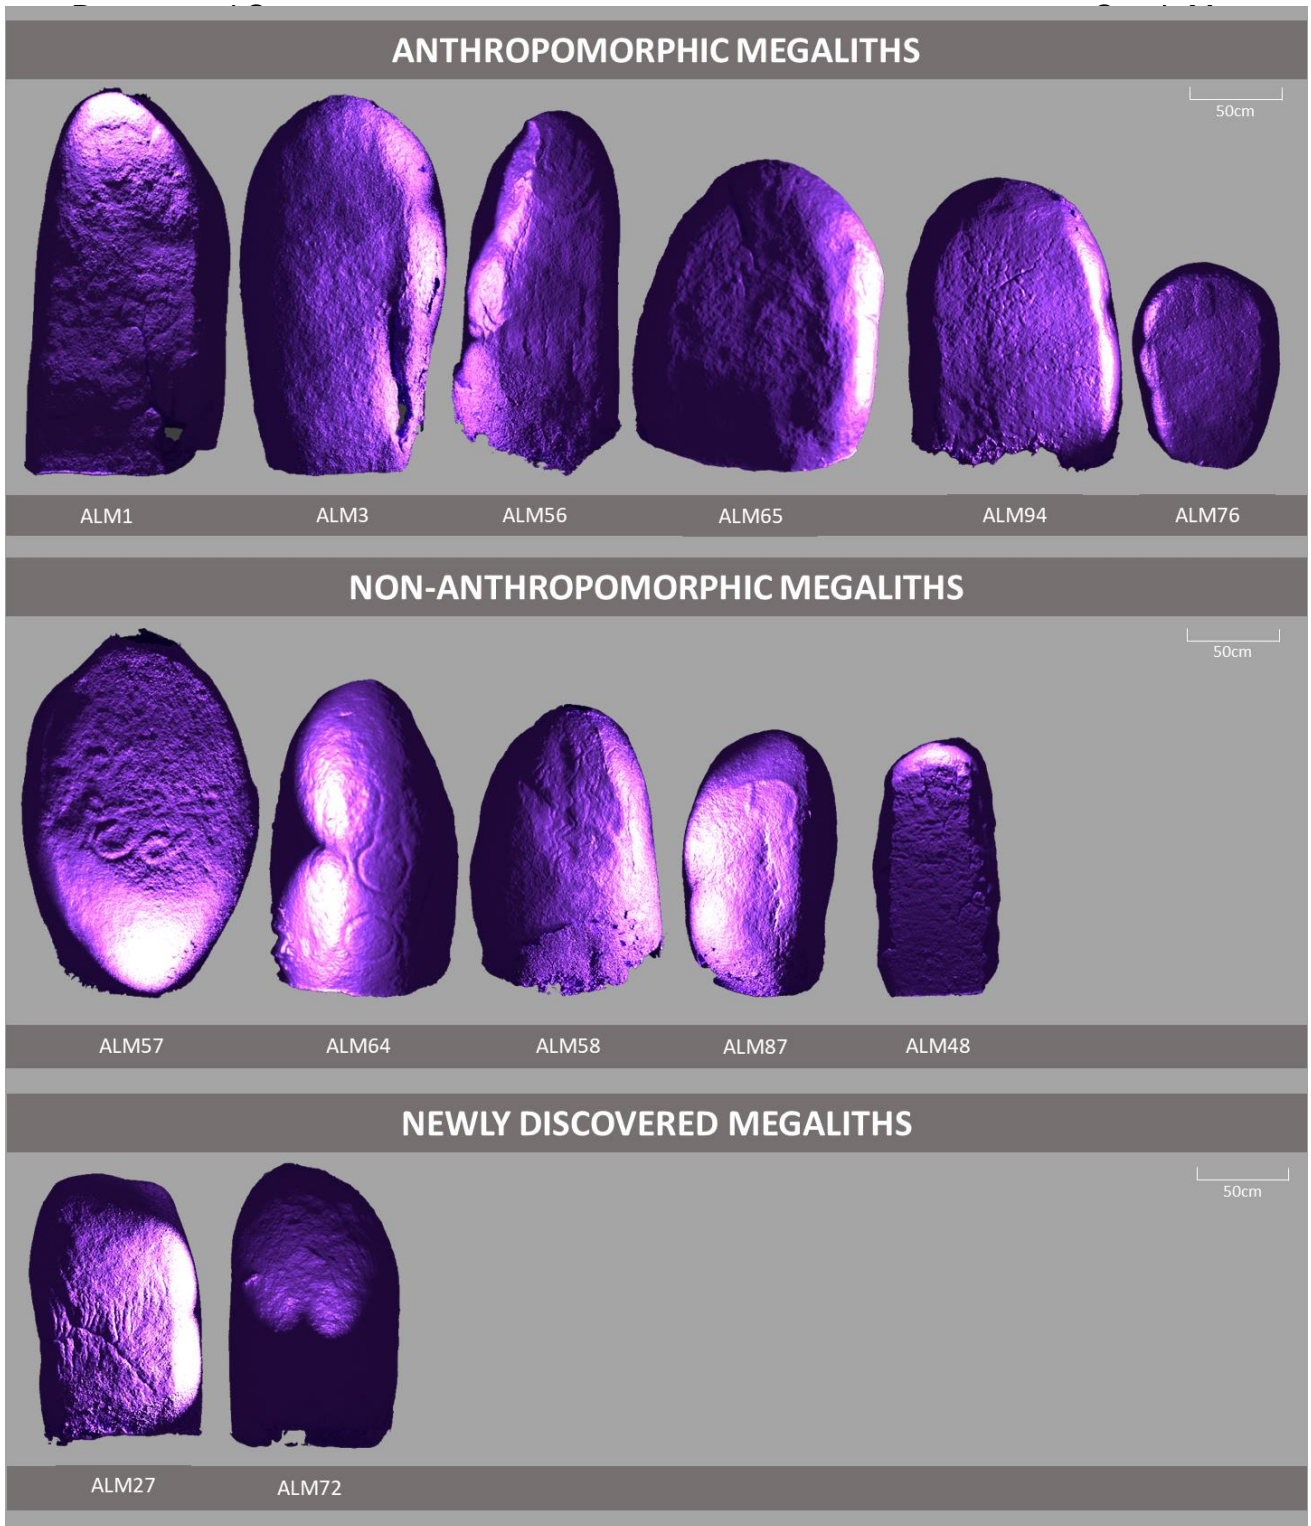 ANTHROPOMORPHIC MEGALITHS
50cm
ALM1 ALM3 ALM56 ALM65 ALM94 ALM76
NON-ANTHROPOMORPHIC MEGALITHS
50cm
ALM57 ALM64 ALM58 ALM87 ALM48
NEWLY DISCOVERED MEGALITHS
50cm
ALM27 ALM72